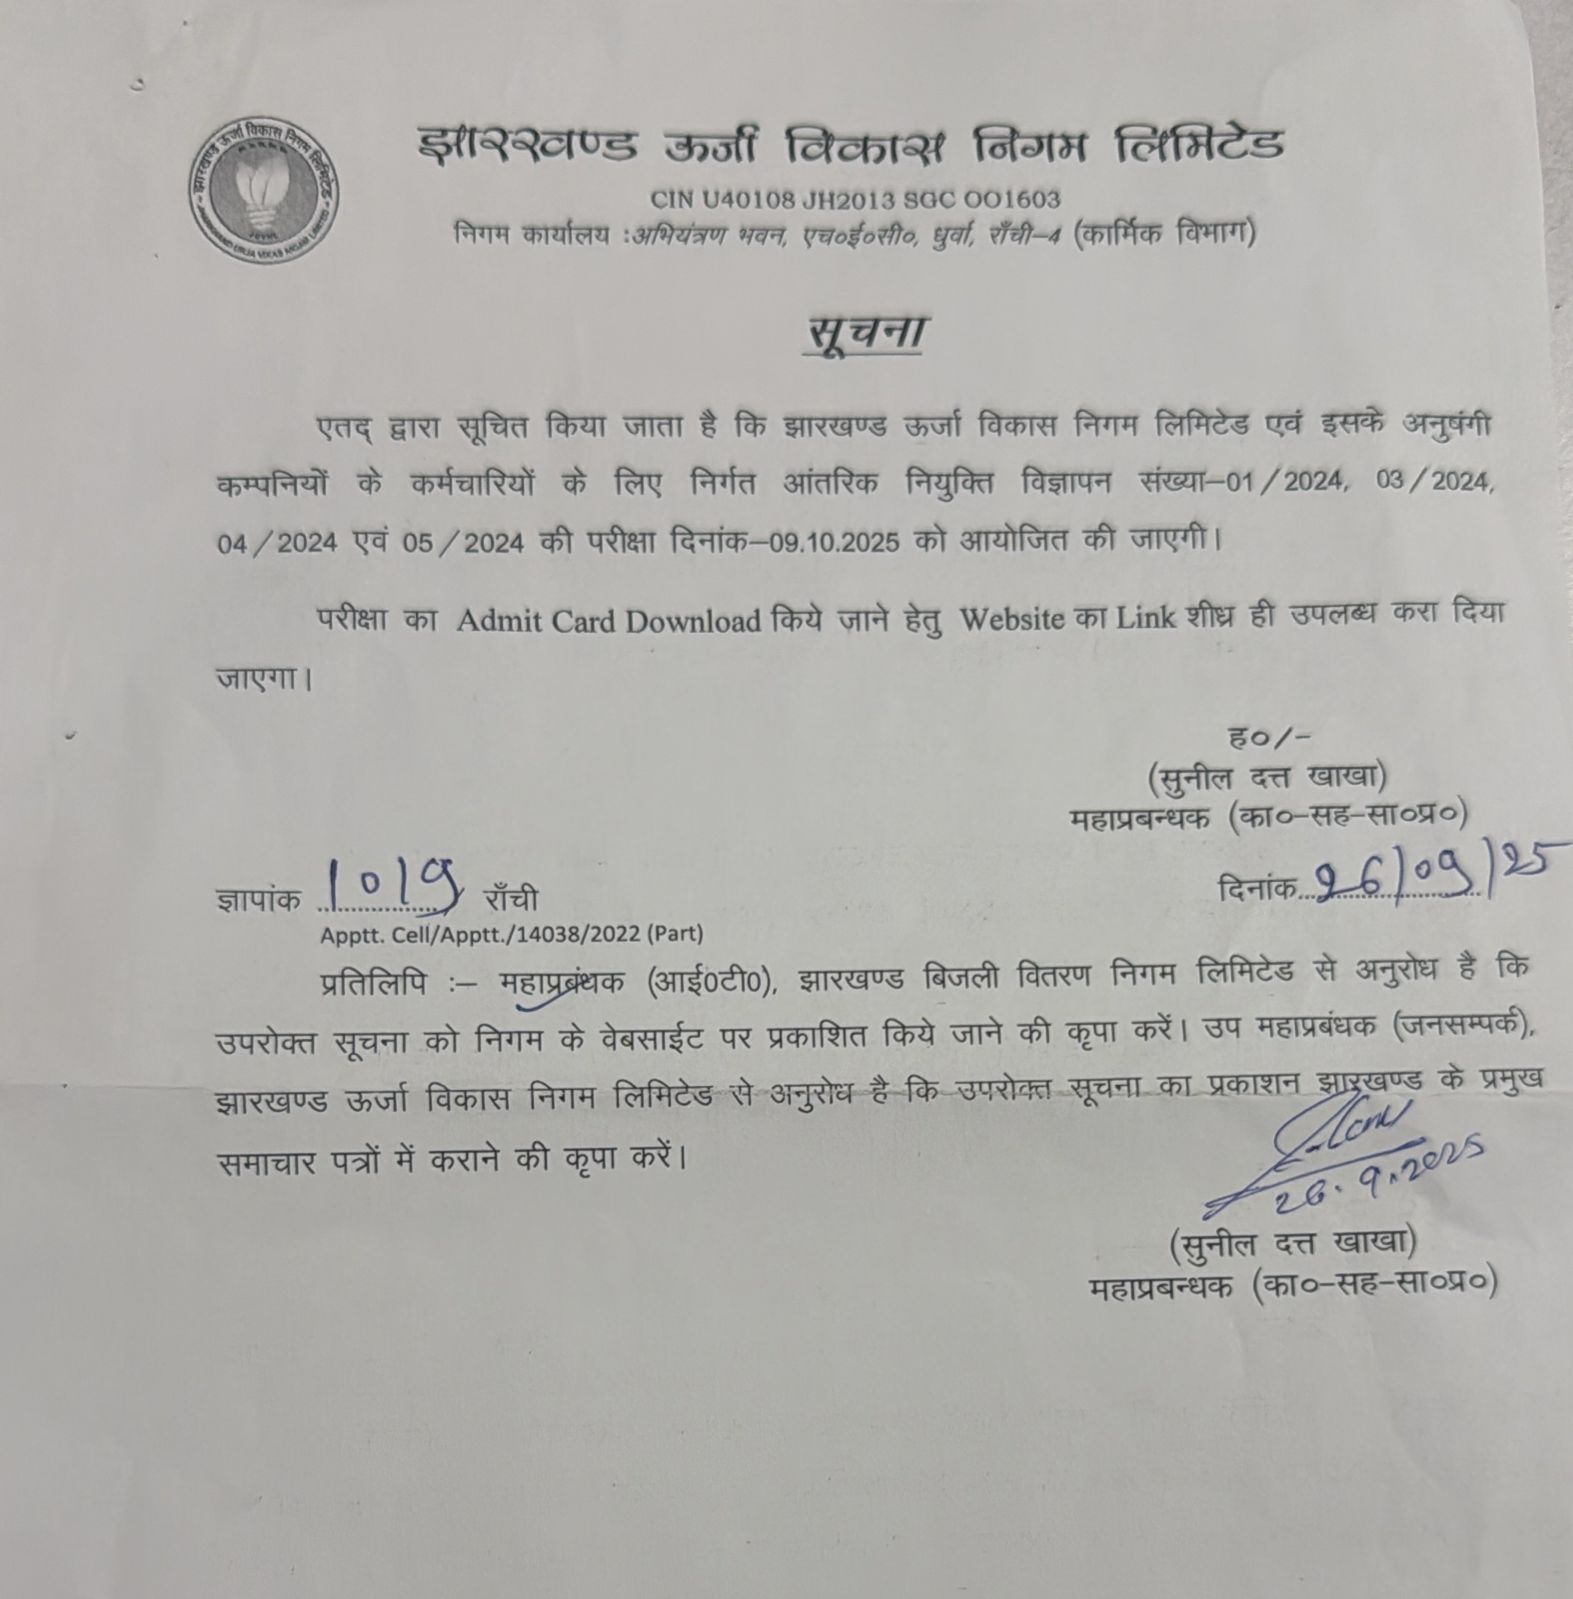 झारखण्ड ऊर्जा विकास निगम लिमिटेड
झारखण्ड ऊर्जा विकास निगम लिमिटेड
CIN U40108 JH2013 SGC OO1603
निगम कार्यालय :अभियंत्रण भवन, एच०ई०सी०, धुर्वा, राँची–4 (कार्मिक विभाग)
सूचना
एतद् द्वारा सूचित किया जाता है कि झारखण्ड ऊर्जा विकास निगम लिमिटेड एवं इसके अनुषंगी
कम्पनियों के कर्मचारियों के लिए निर्गत आंतरिक नियुक्ति विज्ञापन संख्या–01/2024, 03/2024,
04/2024 एवं 05/2024 की परीक्षा दिनांक–09.10.2025 को आयोजित की जाएगी।
परीक्षा का Admit Card Download किये जाने हेतु Website का Link शीध्र ही उपलब्ध करा दिया
जाएगा।
ह०/-
(सुनील दत्त खाखा)
महाप्रबन्धक (का०-सह-सा०प्र०)
ज्ञापांक 1019 राँची
दिनांक 26/09/25
Apptt. Cell/Apptt./14038/2022 (Part)
प्रतिलिपि :– महाप्रबंधक (आई0टी0), झारखण्ड बिजली वितरण निगम लिमिटेड से अनुरोध है कि
उपरोक्त सूचना को निगम के वेबसाईट पर प्रकाशित किये जाने की कृपा करें। उप महाप्रबंधक (जनसम्पर्क),
झारखण्ड ऊर्जा विकास निगम लिमिटेड से अनुरोध है कि उपरोक्त सूचना का प्रकाशन झारखण्ड के प्रमुख
समाचार पत्रों में कराने की कृपा करें।
26.9.2025
(सुनील दत्त खाखा)
महाप्रबन्धक (का०-सह-सा०प्र०)